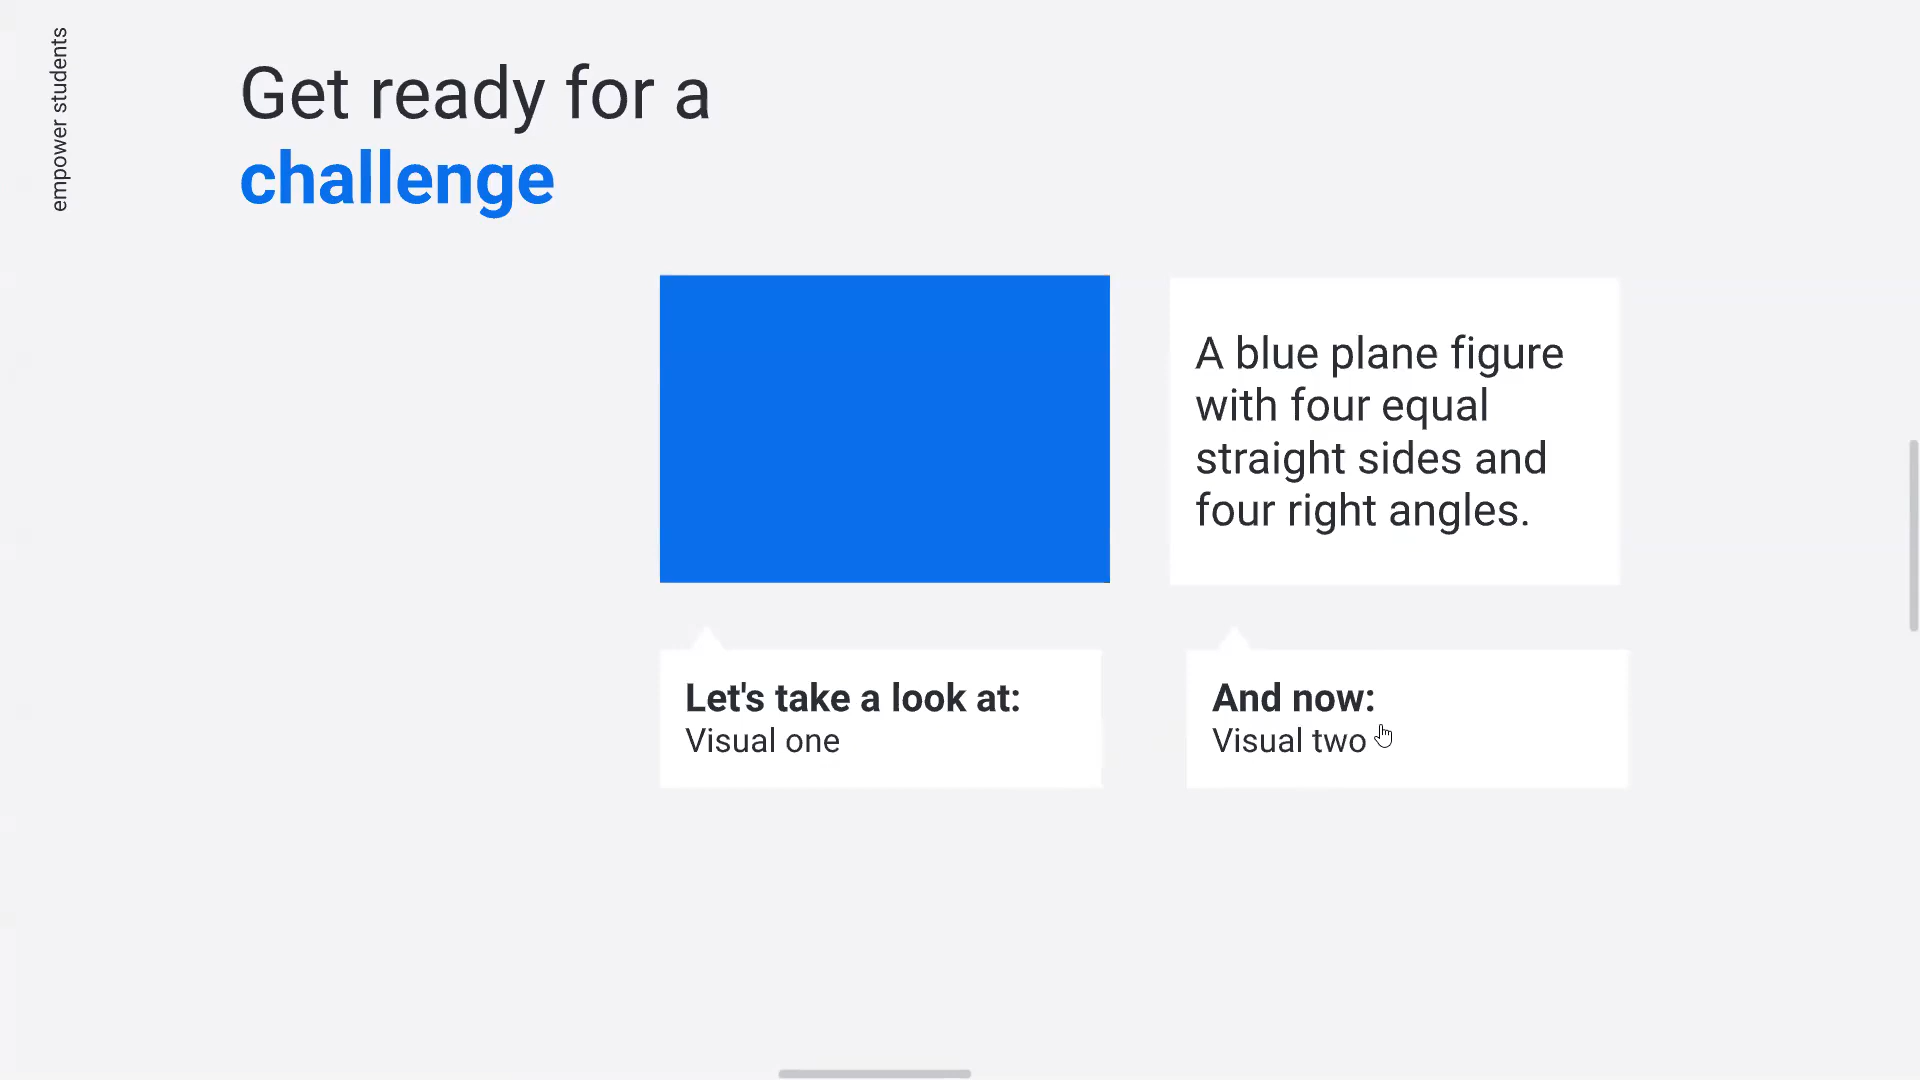 empower students
Get ready for a
challenge
A blue plane figure
with four equal
straight sides and
four right angles.
Let's take a look at:
Visual one
And now:
Visual two